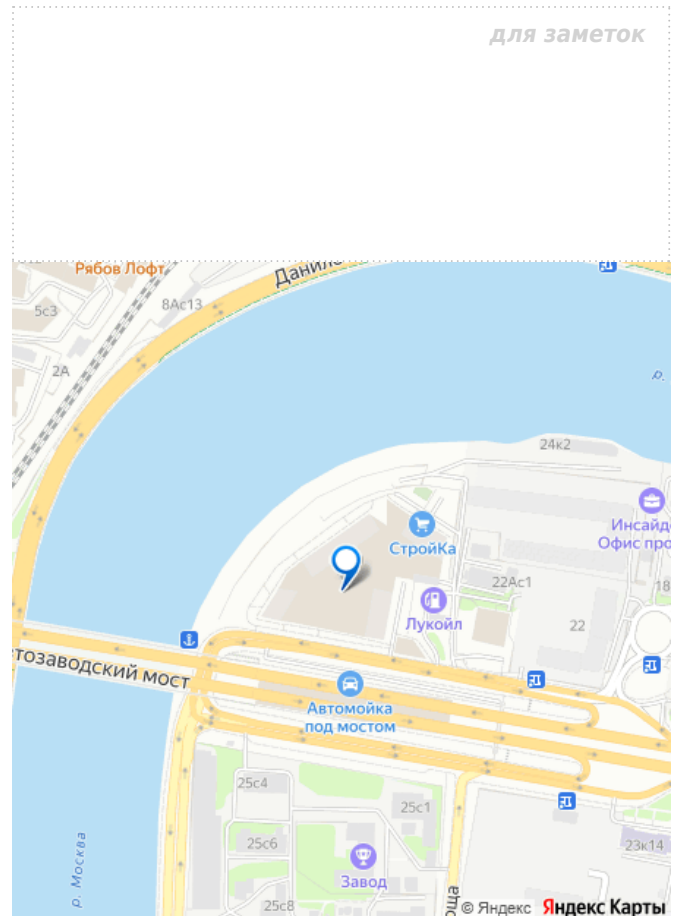 для заметок
Рябов Лофт
Данило
8Ас13
5с3
2А
р.
24к2
СтройКа
Инсайд
Офис про
22Ас1
18
Лукойл
22
тозаводский мост
Автомойка
под мостом
25с4
25с1
25с6
23к14
р. Москва
Завод
25с8
оща
© Яндекс Яндекс Карты